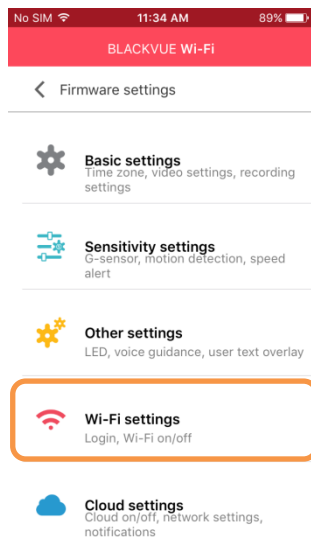 No SIM 11:34 AM 89%
BLACKVUE Wi-Fi
Firmware settings
Basic settings
Time zone, video settings, recording
settings
Sensitivity settings
G-sensor, motion detection, speed
alert
Other settings
LED, voice guidance, user text overlay
Wi-Fi settings
Login, Wi-Fi on/off
Cloud settings
Cloud on/off, network settings,
notifications